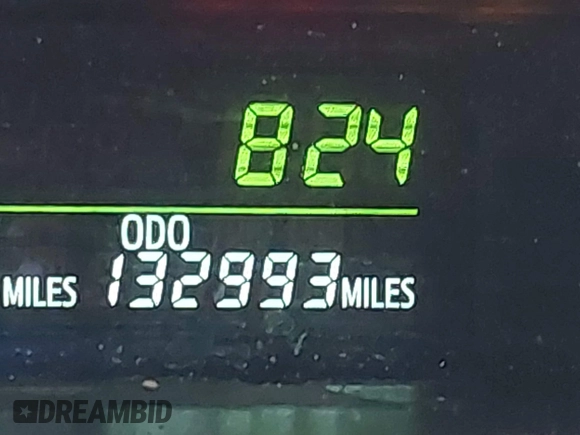 824
ODO
MILES 132993 MILES
DREAMBID